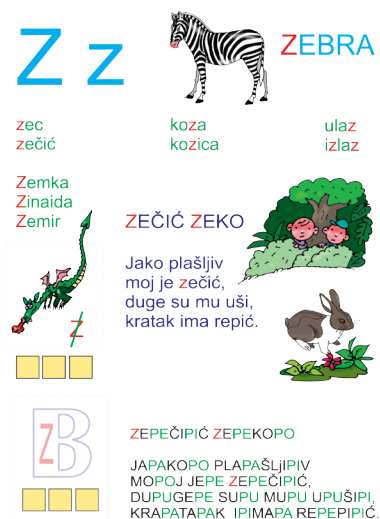 Z z
ZEBRA
zec koza ulaz
zečić kozica izlaz
Zemka
Zinaida
Zemir
ZEČIĆ ZEKO
Jako plašljiv
moj je zečić,
duge su mu uši,
kratak ima repić.
Z
B
Z
ZEPEČIPIĆ ZEPEKOPO
JAPAKOPO PLAPAŠLjIPIV
MOPOJ JEPE ZEPEČIPIĆ,
DUPUGEPE SUPU MUPU UPUŠIPI,
KRAPATAPAK IPIMAPA REPEPIPIĆ.